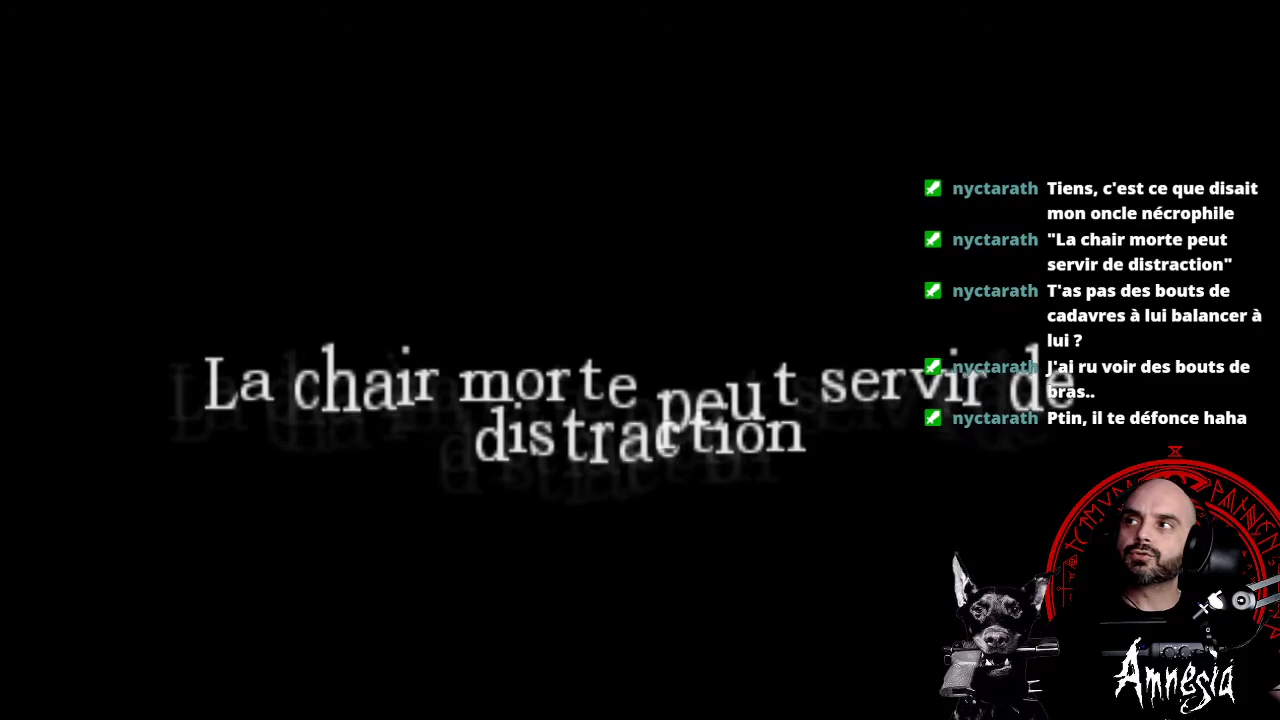 nyctarath Tiens, c'est ce que disait
mon oncle nécrophile
nyctarath "La chair morte peut
servir de distraction"
nyctarath T'as pas des bouts de
cadavres à lui balancer à
lui ?
nyctarath J'ai ru voir des bouts de
bras..
nyctarath Ptin, il te défonce haha
La chair morte peut servir de
distraction
Amnesia